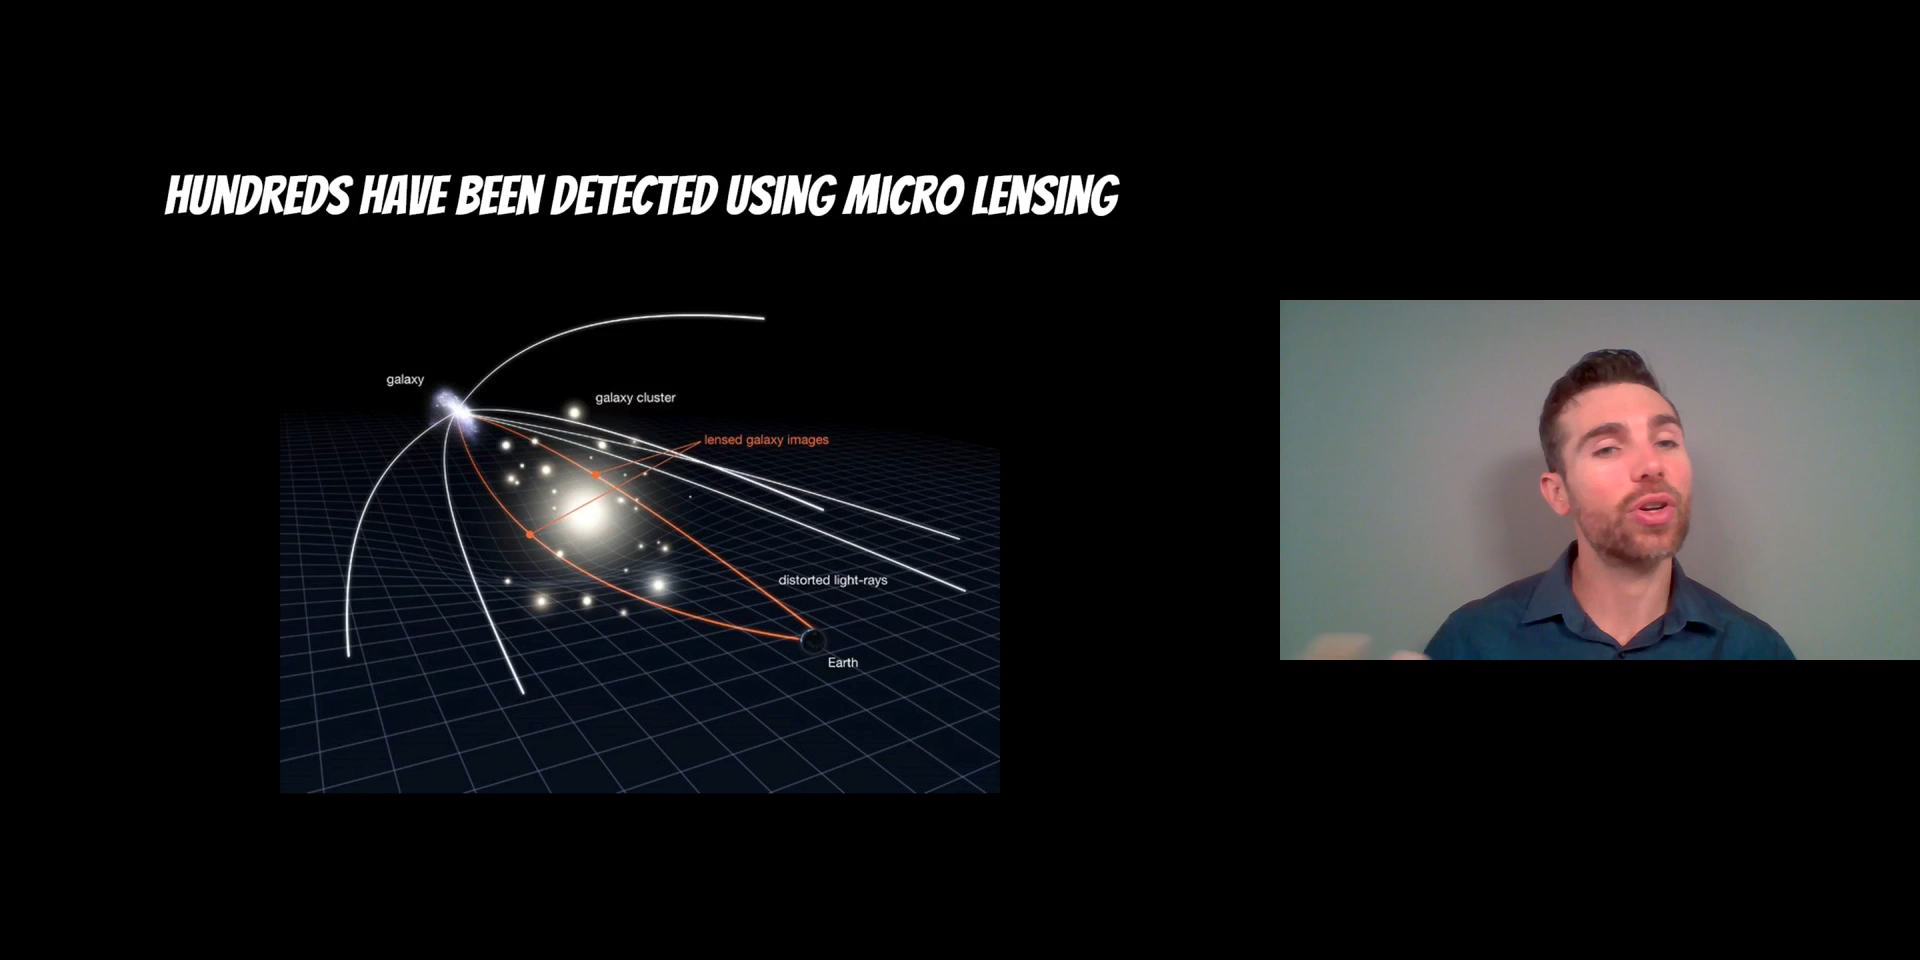 HUNDREDS HAVE BEEN DETECTED USING MICRO LENSING
galaxy
galaxy cluster
lensed galaxy images
distorted light-rays
Earth